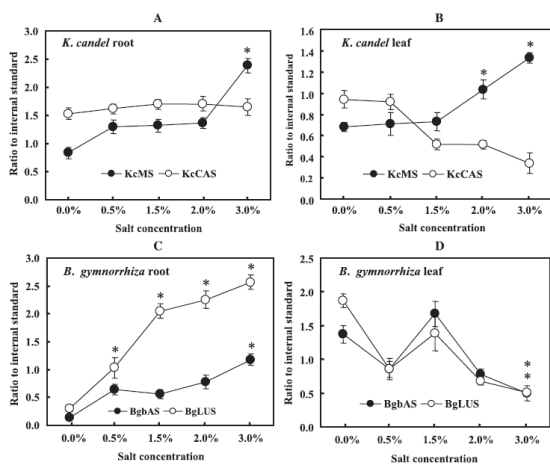 A
K. candel root
*
3.0
2.5
2.0
1.5
1.0
0.5
0.0
Ratio to internal standard
KcMS KcCAS
0.0% 0.5% 1.5% 2.0% 3.0%
Salt concentration
B
K. candel leaf
* *
1.6
1.4
1.2
1.0
0.8
0.6
0.4
0.2
0.0
Ratio to internal standard
KcMS KcCAS
0.0% 0.5% 1.5% 2.0% 3.0%
Salt concentration
C
B. gymnorrhiza root
* * * * *
3.0
2.5
2.0
1.5
1.0
0.5
0.0
Ratio to internal standard
BgbAS BgLUS
0.0% 0.5% 1.5% 2.0% 3.0%
Salt concentration
D
B. gymnorrhiza leaf
*
*
2.5
2.0
1.5
1.0
0.5
0.0
Ratio to internal standard
BgbAS BgLUS
0.0% 0.5% 1.5% 2.0% 3.0%
Salt concentration